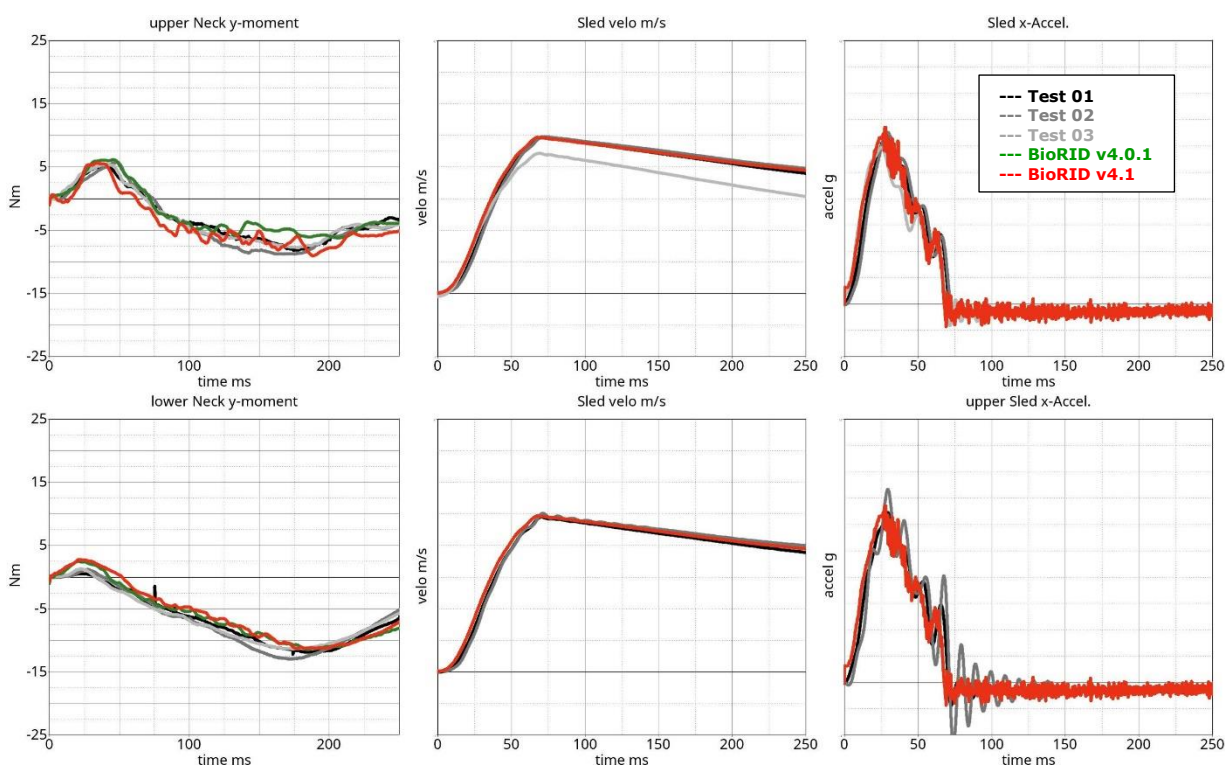 upper Neck y-moment
25
15
5
-5
-15
-25
Nm
0
100
200
time ms
Sled velo m/s
velo m/s
0
50
100
150
200
250
time ms
Sled x-Accel.
accel g
0
50
100
150
200
250
time ms
--- Test 01
--- Test 02
--- Test 03
--- BioRID v4.0.1
--- BioRID v4.1
lower Neck y-moment
25
15
5
-5
-15
-25
Nm
0
100
200
time ms
Sled velo m/s
velo m/s
0
50
100
150
200
250
time ms
upper Sled x-Accel.
accel g
0
50
100
150
200
250
time ms